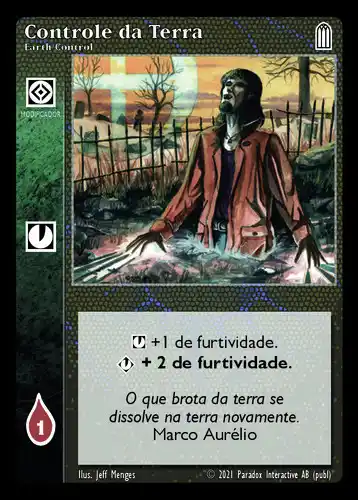 Controle da Terra
Earth Control
MODIFICADOR
+1 de furtividade.
+ 2 de furtividade.
O que brota da terra se
dissolve na terra novamente.
Marco Aurélio
1
Ilus. Jeff Menges © 2021 Paradox Interactive AB (publ)